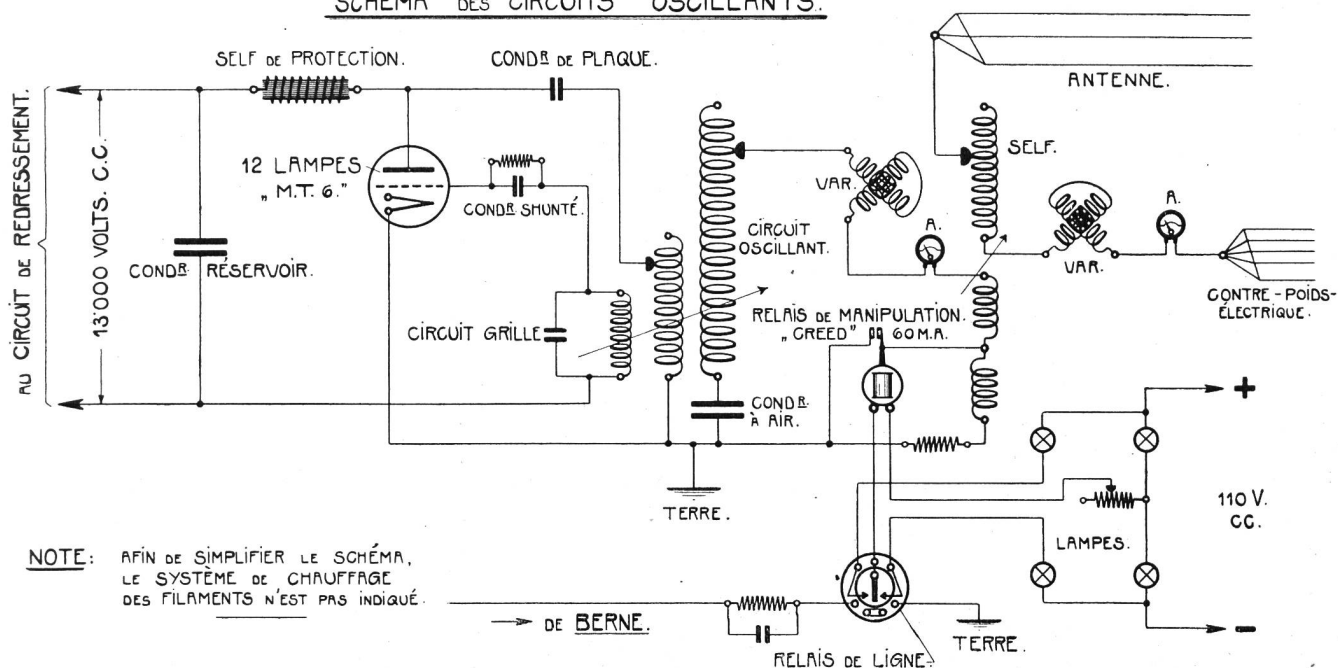 SCHÉMA DES CIRCUITS OSCILLANTS.
SELF DE PROTECTION.
CONDR DE PLAQUE.
ANTENNE.
AU CIRCUIT DE REDRESSEMENT.
13'000 VOLTS. C.C.
12 LAMPES
„M.T. 6."
CONDR SHUNTÉ.
VAR.
SELF.
A.
A.
CONDR RÉSERVOIR.
CIRCUIT
OSCILLANT.
VAR.
CONTRE-POIDS-
ÉLECTRIQUE.
CIRCUIT GRILLE
RELAIS DE MANIPULATION.
„CREED" 60 M.A.
CONDR
À AIR.
+
TERRE.
110 V.
CC.
LAMPES.
NOTE: AFIN DE SIMPLIFIER LE SCHÉMA,
LE SYSTÈME DE CHAUFFAGE
DES FILAMENTS N'EST PAS INDIQUÉ.
→ DE BERNE.
TERRE.
–
RELAIS DE LIGNE